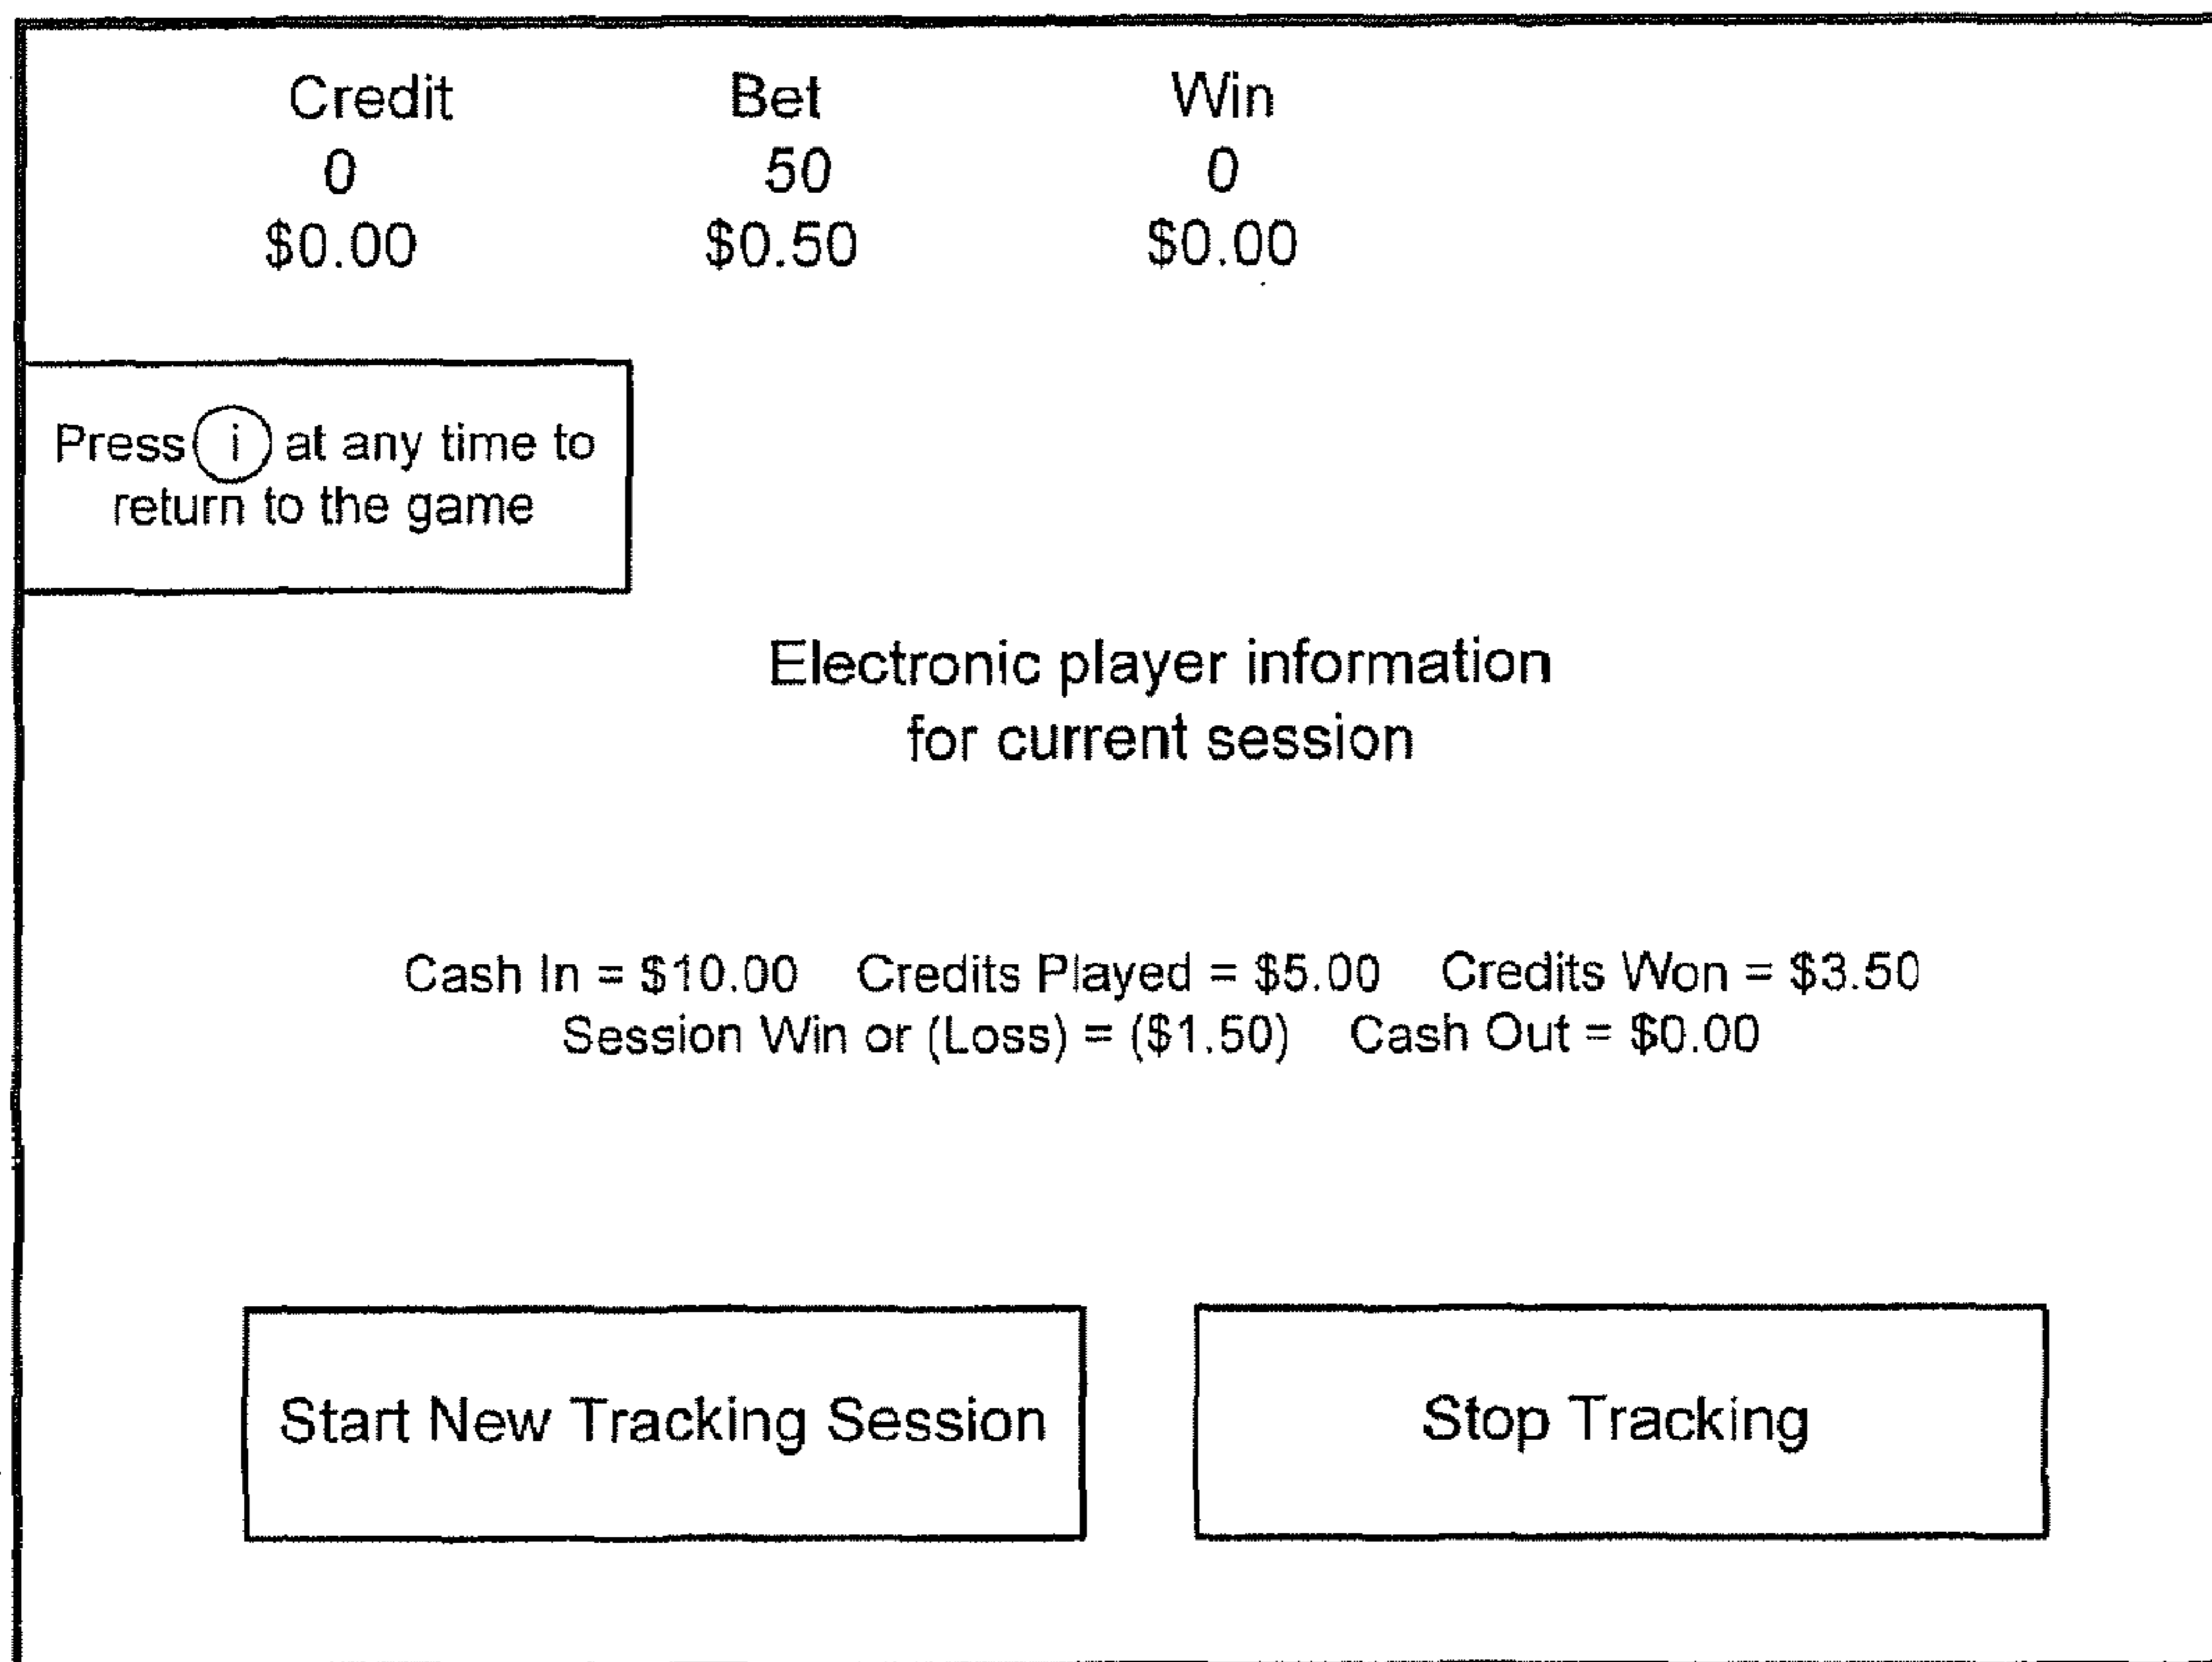 Credit Bet Win
0 50 0
$0.00 $0.50 $0.00
Press i at any time to
return to the game
Electronic player information
for current session
Cash In = $10.00 Credits Played = $5.00 Credits Won = $3.50
Session Win or (Loss) = ($1.50) Cash Out = $0.00
Start New Tracking Session Stop Tracking